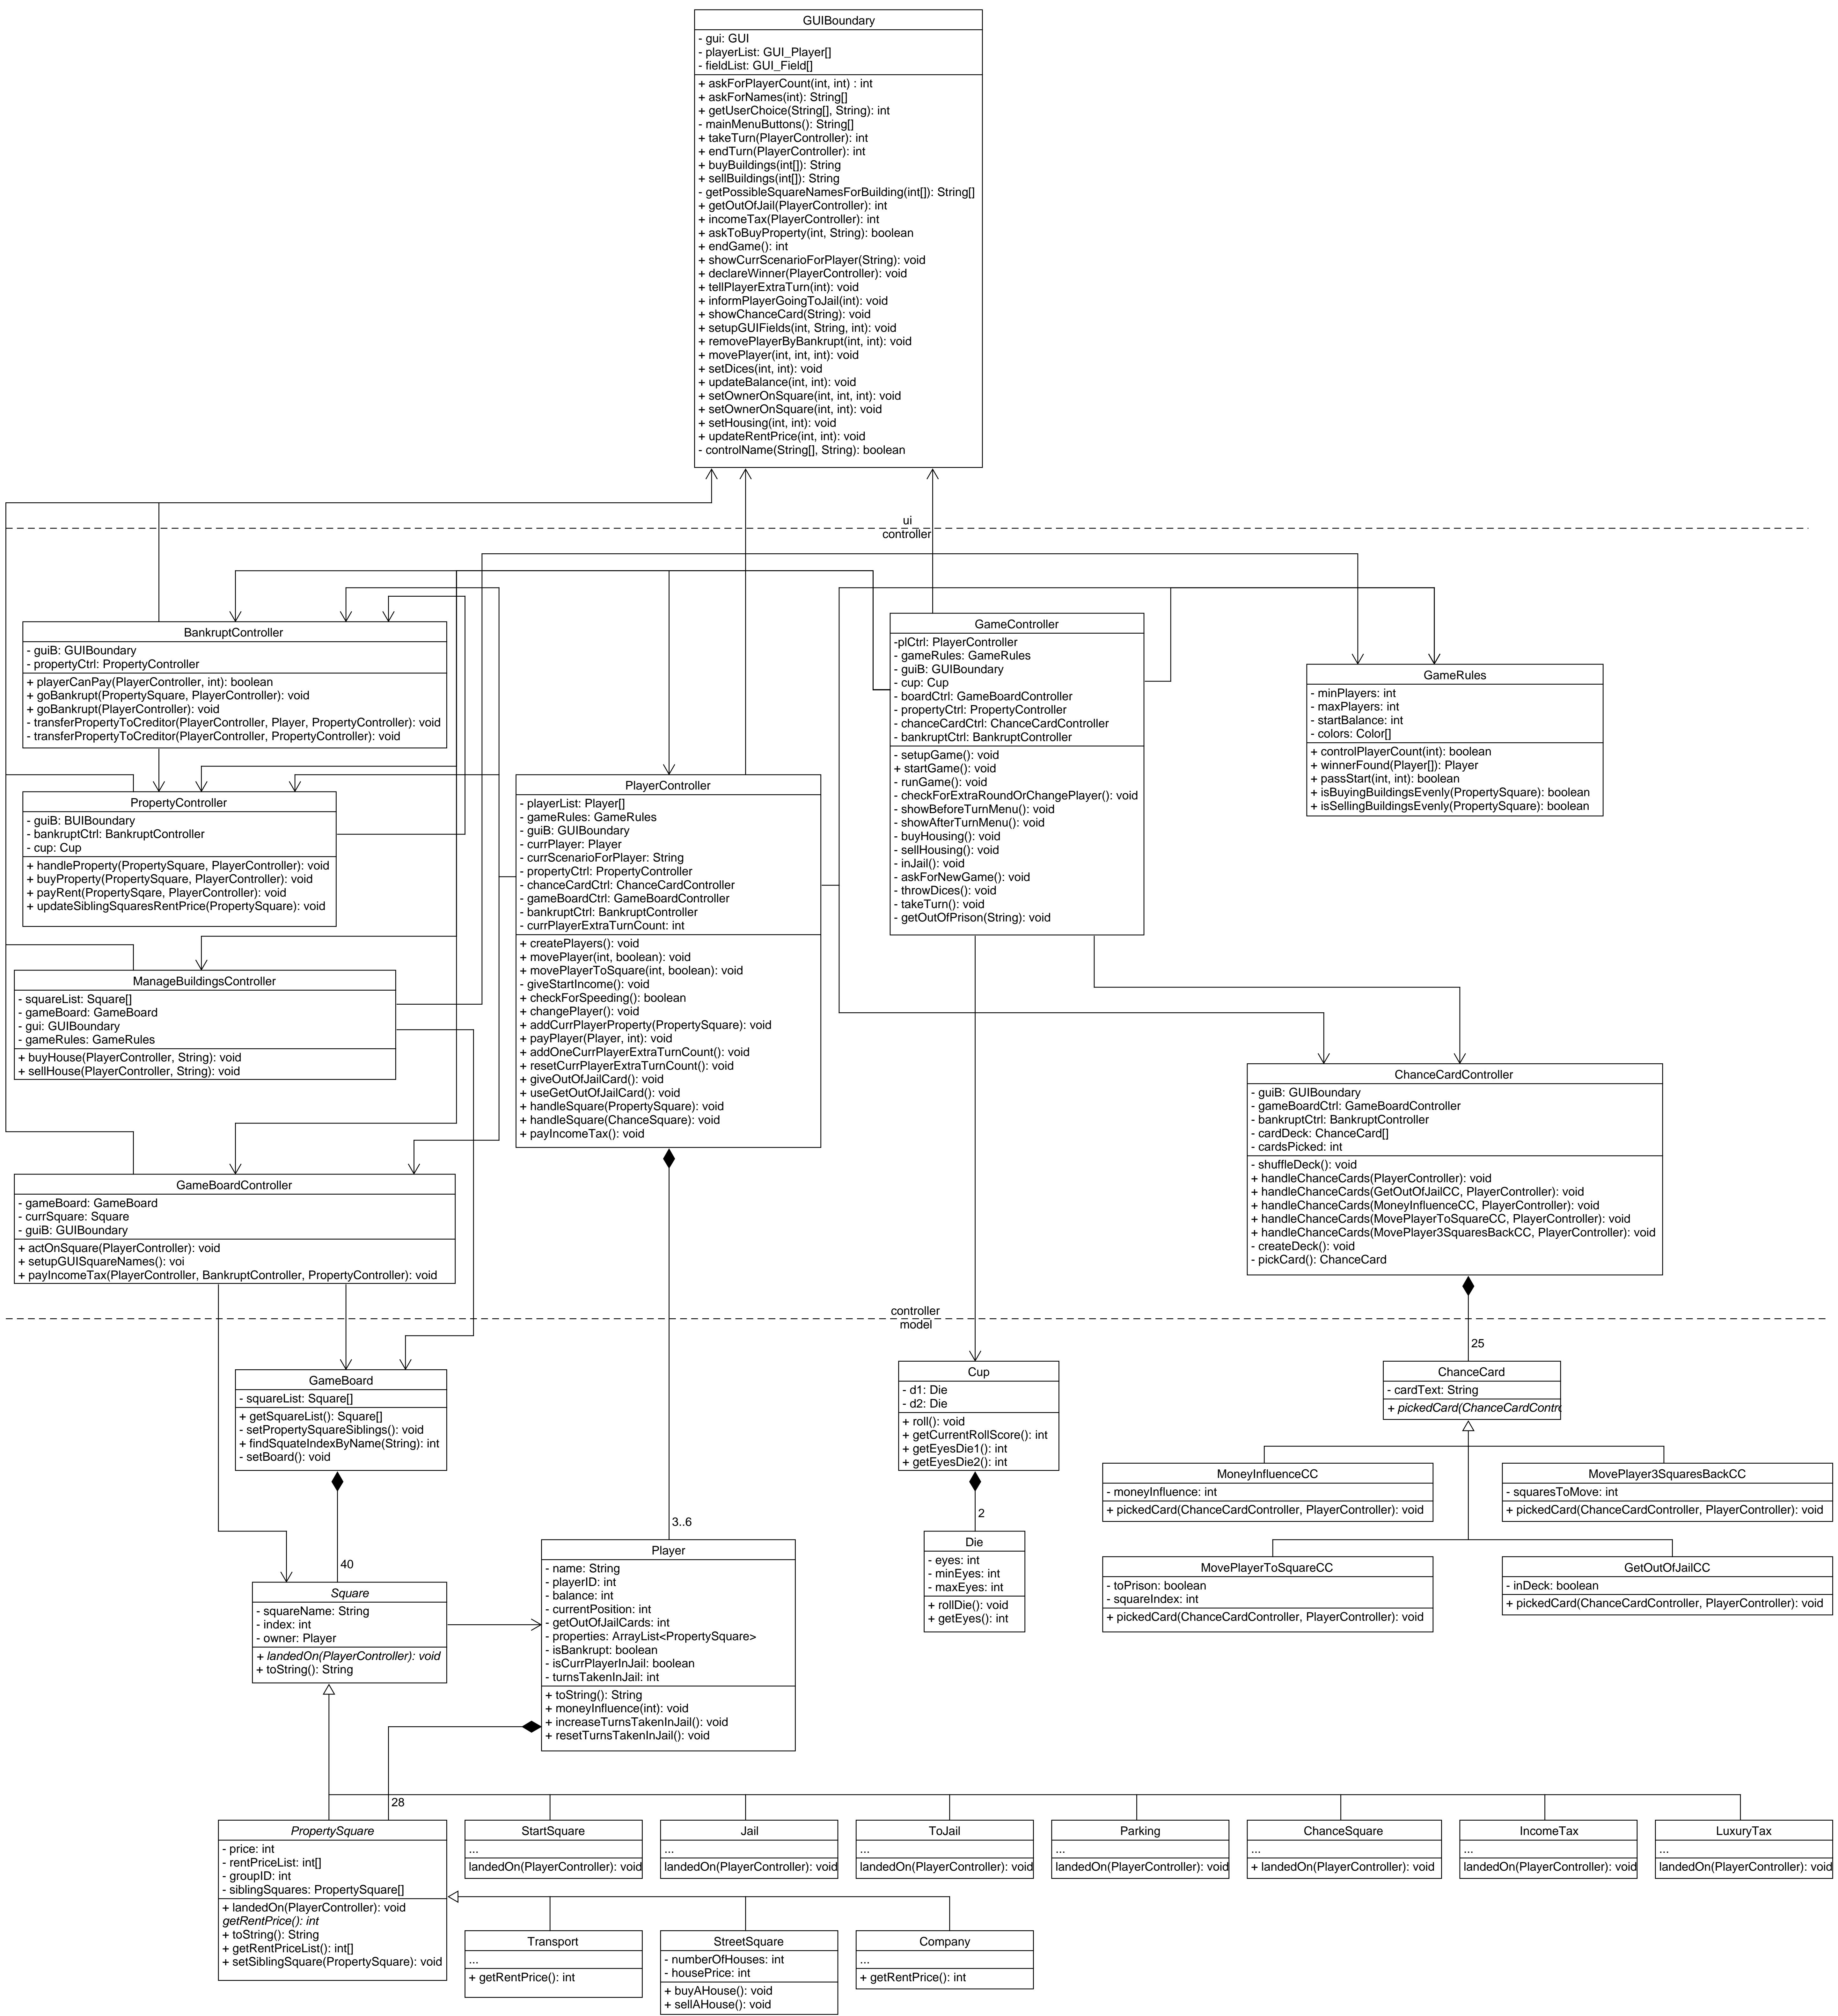 GUIBoundary
- gui: GUI
- playerList: GUI_Player[]
- fieldList: GUI_Field[]
+ askForPlayerCount(int, int) : int
+ askForNames(int): String[]
+ getUserChoice(String[], String): int
- mainMenuButtons(): String[]
+ takeTurn(PlayerController): int
+ endTurn(PlayerController): int
+ buyBuildings(int[]): String
+ sellBuildings(int[]): String
- getPossibleSquareNamesForBuilding(int[]): String[]
+ getOutOfJail(PlayerController): int
+ incomeTax(PlayerController): int
+ askToBuyProperty(int, String): boolean
+ endGame(): int
+ showCurrScenarioForPlayer(String): void
+ declareWinner(PlayerController): void
+ tellPlayerExtraTurn(int): void
+ informPlayerGoingToJail(int): void
+ showChanceCard(String): void
+ setupGUIFields(int, String, int): void
+ removePlayerByBankrupt(int, int): void
+ movePlayer(int, int, int): void
+ setDices(int, int): void
+ updateBalance(int, int): void
+ setOwnerOnSquare(int, int, int): void
+ setOwnerOnSquare(int, int): void
+ setHousing(int, int): void
+ updateRentPrice(int, int): void
- controlName(String[], String): boolean
ui
controller
BankruptController
- guiB: GUIBoundary
- propertyCtrl: PropertyController
+ playerCanPay(PlayerController, int): boolean
+ goBankrupt(PropertySquare, PlayerController): void
+ goBankrupt(PlayerController): void
- transferPropertyToCreditor(PlayerController, Player, PropertyController): void
- transferPropertyToCreditor(PlayerController, PropertyController): void
GameController
-plCtrl: PlayerController
- gameRules: GameRules
- guiB: GUIBoundary
- cup: Cup
- boardCtrl: GameBoardController
- propertyCtrl: PropertyController
- chanceCardCtrl: ChanceCardController
- bankruptCtrl: BankruptController
- setupGame(): void
+ startGame(): void
- runGame(): void
- checkForExtraRoundOrChangePlayer(): void
- showBeforeTurnMenu(): void
- showAfterTurnMenu(): void
- buyHousing(): void
- sellHousing(): void
- inJail(): void
- askForNewGame(): void
- throwDices(): void
- takeTurn(): void
- getOutOfPrison(String): void
GameRules
- minPlayers: int
- maxPlayers: int
- startBalance: int
- colors: Color[]
+ controlPlayerCount(int): boolean
+ winnerFound(Player[]): Player
+ passStart(int, int): boolean
+ isBuyingBuildingsEvenly(PropertySquare): boolean
+ isSellingBuildingsEvenly(PropertySquare): boolean
PropertyController
- guiB: BUIBoundary
- bankruptCtrl: BankruptController
- cup: Cup
+ handleProperty(PropertySquare, PlayerController): void
+ buyProperty(PropertySquare, PlayerController): void
+ payRent(PropertySqare, PlayerController): void
+ updateSiblingSquaresRentPrice(PropertySquare): void
PlayerController
- playerList: Player[]
- gameRules: GameRules
- guiB: GUIBoundary
- currPlayer: Player
- currScenarioForPlayer: String
- propertyCtrl: PropertyController
- chanceCardCtrl: ChanceCardController
- gameBoardCtrl: GameBoardController
- bankruptCtrl: BankruptController
- currPlayerExtraTurnCount: int
+ createPlayers(): void
+ movePlayer(int, boolean): void
+ movePlayerToSquare(int, boolean): void
- giveStartIncome(): void
+ checkForSpeeding(): boolean
+ changePlayer(): void
+ addCurrPlayerProperty(PropertySquare): void
+ payPlayer(Player, int): void
+ addOneCurrPlayerExtraTurnCount(): void
+ resetCurrPlayerExtraTurnCount(): void
+ giveOutOfJailCard(): void
+ useGetOutOfJailCard(): void
+ handleSquare(PropertySquare): void
+ handleSquare(ChanceSquare): void
+ payIncomeTax(): void
ManageBuildingsController
- squareList: Square[]
- gameBoard: GameBoard
- gui: GUIBoundary
- gameRules: GameRules
+ buyHouse(PlayerController, String): void
+ sellHouse(PlayerController, String): void
ChanceCardController
- guiB: GUIBoundary
- gameBoardCtrl: GameBoardController
- bankruptCtrl: BankruptController
- cardDeck: ChanceCard[]
- cardsPicked: int
- shuffleDeck(): void
+ handleChanceCards(PlayerController): void
+ handleChanceCards(GetOutOfJailCC, PlayerController): void
+ handleChanceCards(MoneyInfluenceCC, PlayerController): void
+ handleChanceCards(MovePlayerToSquareCC, PlayerController): void
+ handleChanceCards(MovePlayer3SquaresBackCC, PlayerController): void
- createDeck(): void
- pickCard(): ChanceCard
GameBoardController
- gameBoard: GameBoard
- currSquare: Square
- guiB: GUIBoundary
+ actOnSquare(PlayerController): void
+ setupGUISquareNames(): voi
+ payIncomeTax(PlayerController, BankruptController, PropertyController): void
controller
model
25
GameBoard
- squareList: Square[]
+ getSquareList(): Square[]
- setPropertySquareSiblings(): void
+ findSquateIndexByName(String): int
- setBoard(): void
Cup
- d1: Die
- d2: Die
+ roll(): void
+ getCurrentRollScore(): int
+ getEyesDie1(): int
+ getEyesDie2(): int
ChanceCard
- cardText: String
+ pickedCard(ChanceCardContr
MoneyInfluenceCC
- moneyInfluence: int
+ pickedCard(ChanceCardController, PlayerController): void
MovePlayer3SquaresBackCC
- squaresToMove: int
+ pickedCard(ChanceCardController, PlayerController): void
2
3..6
40
Die
- eyes: int
- minEyes: int
- maxEyes: int
+ rollDie(): void
+ getEyes(): int
MovePlayerToSquareCC
- toPrison: boolean
- squareIndex: int
+ pickedCard(ChanceCardController, PlayerController): void
GetOutOfJailCC
- inDeck: boolean
+ pickedCard(ChanceCardController, PlayerController): void
Square
- squareName: String
- index: int
- owner: Player
+ landedOn(PlayerController): void
+ toString(): String
Player
- name: String
- playerID: int
- balance: int
- currentPosition: int
- getOutOfJailCards: int
- properties: ArrayList<PropertySquare>
- isBankrupt: boolean
- isCurrPlayerInJail: boolean
- turnsTakenInJail: int
+ toString(): String
+ moneyInfluence(int): void
+ increaseTurnsTakenInJail(): void
+ resetTurnsTakenInJail(): void
28
PropertySquare
- price: int
- rentPriceList: int[]
- groupID: int
- siblingSquares: PropertySquare[]
+ landedOn(PlayerController): void
getRentPrice(): int
+ toString(): String
+ getRentPriceList(): int[]
+ setSiblingSquare(PropertySquare): void
StartSquare
...
landedOn(PlayerController): void
Jail
...
landedOn(PlayerController): void
ToJail
...
landedOn(PlayerController): void
Parking
...
landedOn(PlayerController): void
ChanceSquare
...
+ landedOn(PlayerController): void
IncomeTax
...
landedOn(PlayerController): void
LuxuryTax
...
landedOn(PlayerController): void
Transport
...
+ getRentPrice(): int
StreetSquare
- numberOfHouses: int
- housePrice: int
+ buyAHouse(): void
+ sellAHouse(): void
Company
...
+ getRentPrice(): int